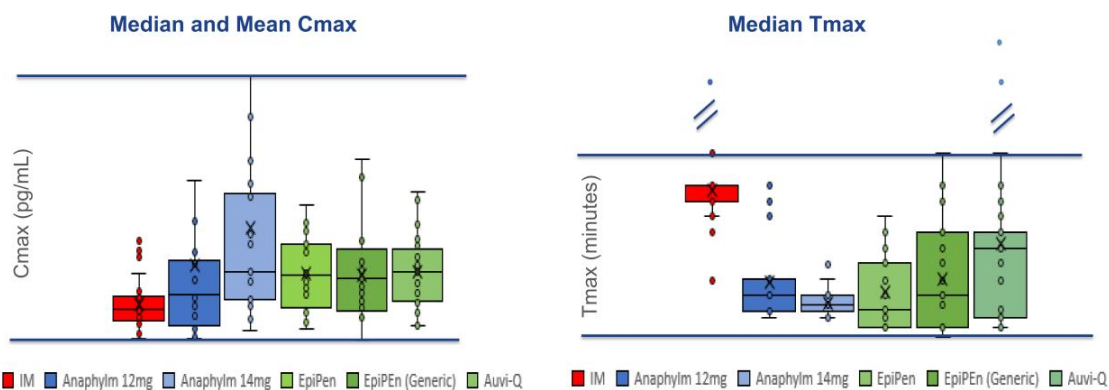 Median and Mean Cmax
Cmax (pg/mL)
IM Anaphylm 12mg Anaphylm 14mg EpiPen EpiPEn (Generic) Auvi-Q
Median Tmax
Tmax (minutes)
IM Anaphylm 12mg Anaphylm 14mg EpiPen EpiPEn (Generic) Auvi-Q